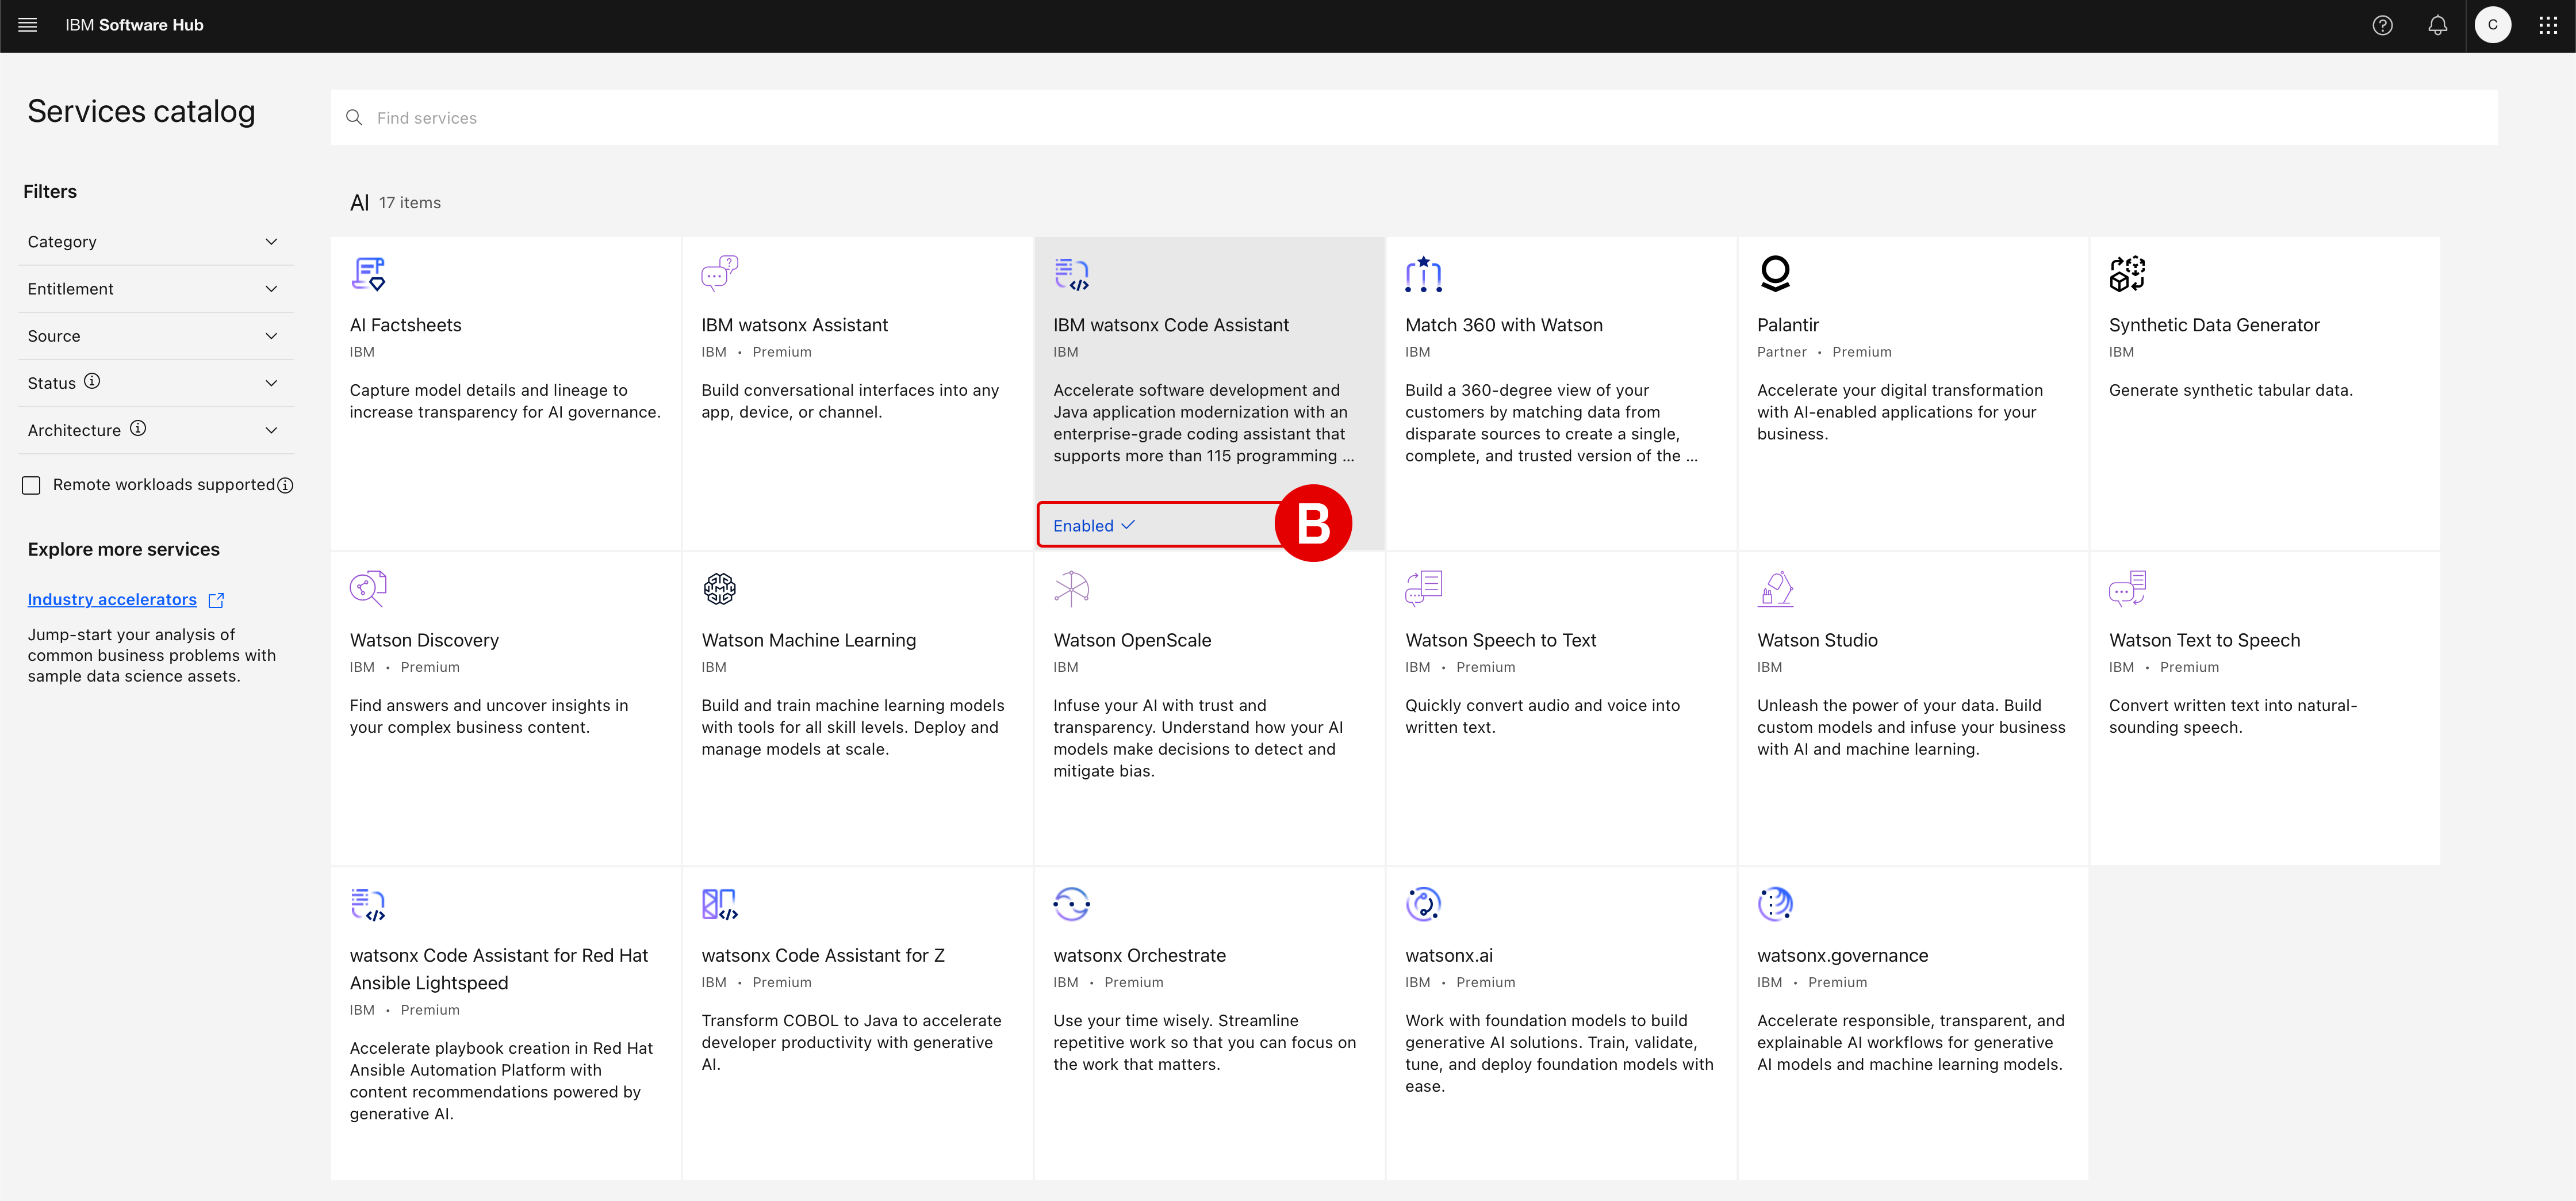 IBM Software Hub
C
Services catalog
Find services
Filters
Category
Entitlement
Source
Status
Architecture
Remote workloads supported
Explore more services
Industry accelerators
Jump-start your analysis of
common business problems with
sample data science assets.
AI 17 items
AI Factsheets
IBM
Capture model details and lineage to
increase transparency for AI governance.
IBM watsonx Assistant
IBM • Premium
Build conversational interfaces into any
app, device, or channel.
IBM watsonx Code Assistant
IBM
Accelerate software development and
Java application modernization with an
enterprise-grade coding assistant that
supports more than 115 programming ...
Enabled
B
Match 360 with Watson
IBM
Build a 360-degree view of your
customers by matching data from
disparate sources to create a single,
complete, and trusted version of the ...
Palantir
Partner • Premium
Accelerate your digital transformation
with AI-enabled applications for your
business.
Synthetic Data Generator
IBM
Generate synthetic tabular data.
Watson Discovery
IBM • Premium
Find answers and uncover insights in
your complex business content.
Watson Machine Learning
IBM
Build and train machine learning models
with tools for all skill levels. Deploy and
manage models at scale.
Watson OpenScale
IBM
Infuse your AI with trust and
transparency. Understand how your AI
models make decisions to detect and
mitigate bias.
Watson Speech to Text
IBM • Premium
Quickly convert audio and voice into
written text.
Watson Studio
IBM
Unleash the power of your data. Build
custom models and infuse your business
with AI and machine learning.
Watson Text to Speech
IBM • Premium
Convert written text into natural-
sounding speech.
watsonx Code Assistant for Red Hat
Ansible Lightspeed
IBM • Premium
Accelerate playbook creation in Red Hat
Ansible Automation Platform with
content recommendations powered by
generative AI.
watsonx Code Assistant for Z
IBM • Premium
Transform COBOL to Java to accelerate
developer productivity with generative
AI.
watsonx Orchestrate
IBM • Premium
Use your time wisely. Streamline
repetitive work so that you can focus on
the work that matters.
watsonx.ai
IBM • Premium
Work with foundation models to build
generative AI solutions. Train, validate,
tune, and deploy foundation models with
ease.
watsonx.governance
IBM • Premium
Accelerate responsible, transparent, and
explainable AI workflows for generative
AI models and machine learning models.